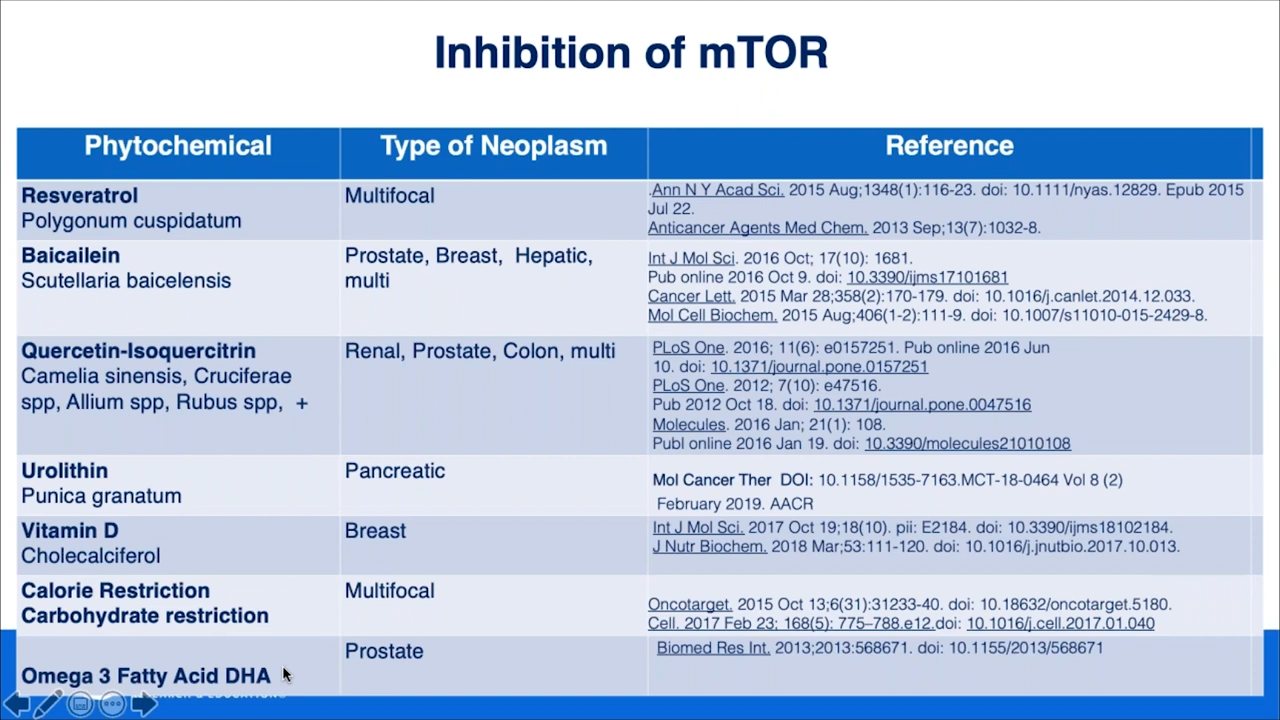 Inhibition of mTOR
Phytochemical
Type of Neoplasm
Reference
Resveratrol
Polygonum cuspidatum
Multifocal
.Ann N Y Acad Sci. 2015 Aug;1348(1):116-23. doi: 10.1111/nyas.12829. Epub 2015
Jul 22.
Anticancer Agents Med Chem. 2013 Sep;13(7):1032-8.
Baicailein
Scutellaria baicelensis
Prostate, Breast, Hepatic,
multi
Int J Mol Sci. 2016 Oct; 17(10): 1681.
Pub online 2016 Oct 9. doi: 10.3390/ijms17101681
Cancer Lett. 2015 Mar 28;358(2):170-179. doi: 10.1016/j.canlet.2014.12.033.
Mol Cell Biochem. 2015 Aug;406(1-2):111-9. doi: 10.1007/s11010-015-2429-8.
Quercetin-Isoquercitrin
Camelia sinensis, Cruciferae
spp, Allium spp, Rubus spp, +
Renal, Prostate, Colon, multi
PLoS One. 2016; 11(6): e0157251. Pub online 2016 Jun
10. doi: 10.1371/journal.pone.0157251
PLoS One. 2012; 7(10): e47516.
Pub 2012 Oct 18. doi: 10.1371/journal.pone.0047516
Molecules. 2016 Jan; 21(1): 108.
Publ online 2016 Jan 19. doi: 10.3390/molecules21010108
Urolithin
Punica granatum
Pancreatic
Mol Cancer Ther DOI: 10.1158/1535-7163.MCT-18-0464 Vol 8 (2)
February 2019. AACR
Vitamin D
Cholecalciferol
Breast
Int J Mol Sci. 2017 Oct 19;18(10). pii: E2184. doi: 10.3390/ijms18102184.
J Nutr Biochem. 2018 Mar;53:111-120. doi: 10.1016/j.jnutbio.2017.10.013.
Calorie Restriction
Carbohydrate restriction
Multifocal
Oncotarget. 2015 Oct 13;6(31):31233-40. doi: 10.18632/oncotarget.5180.
Cell. 2017 Feb 23; 168(5): 775–788.e12.doi: 10.1016/j.cell.2017.01.040
Omega 3 Fatty Acid DHA
Prostate
Biomed Res Int. 2013;2013:568671. doi: 10.1155/2013/568671